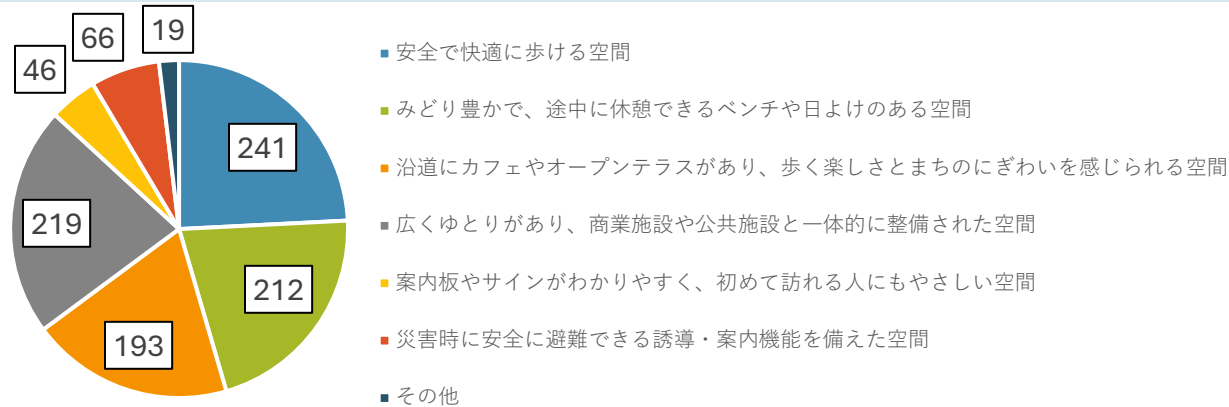 19
66
46
241
219
212
193
安全で快適に歩ける空間
みどり豊かで、途中に休憩できるベンチや日よけのある空間
沿道にカフェやオープンテラスがあり、歩く楽しさとまちのにぎわいを感じられる空間
広くゆとりがあり、商業施設や公共施設と一体的に整備された空間
案内板やサインがわかりやすく、初めて訪れる人にもやさしい空間
災害時に安全に避難できる誘導・案内機能を備えた空間
その他